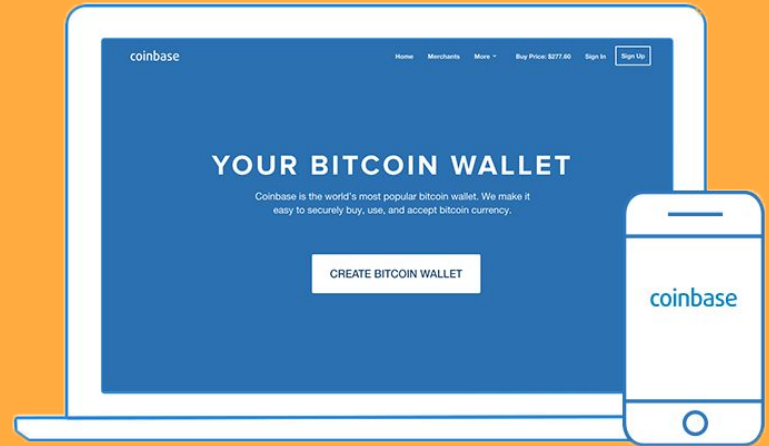 coinbase
Home Merchants More Buy Price: $277.60 Sign In Sign Up
YOUR BITCOIN WALLET
Coinbase is the world's most popular bitcoin wallet. We make it
easy to securely buy, use, and accept bitcoin currency.
CREATE BITCOIN WALLET
coinbase